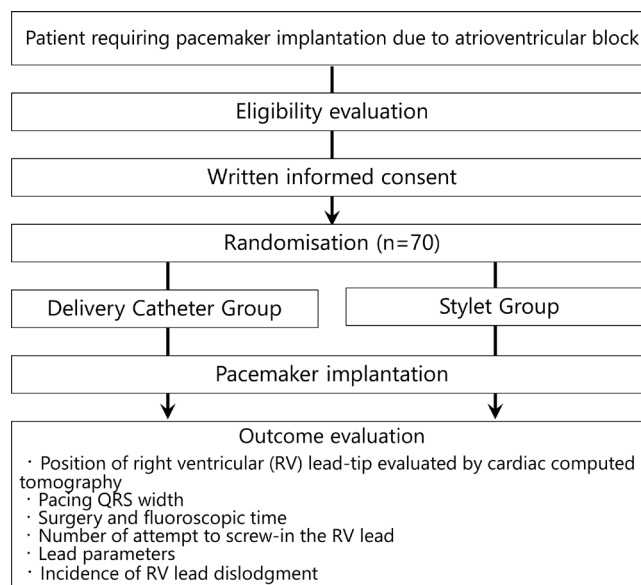 Patient requiring pacemaker implantation due to atrioventricular block
Eligibility evaluation
Written informed consent
Randomisation (n=70)
Delivery Catheter Group
Stylet Group
Pacemaker implantation
Outcome evaluation
・Position of right ventricular (RV) lead-tip evaluated by cardiac computed
tomography
・Pacing QRS width
・Surgery and fluoroscopic time
・Number of attempt to screw-in the RV lead
・Lead parameters
・Incidence of RV lead dislodgment